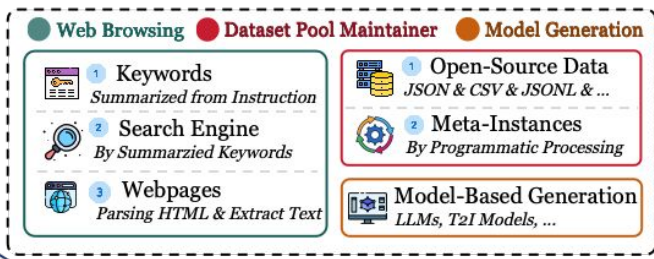 Web Browsing Dataset Pool Maintainer Model Generation
1 Keywords
Summarized from Instruction
2 Search Engine
By Summarzied Keywords
3 Webpages
Parsing HTML & Extract Text
1 Open-Source Data
JSON & CSV & JSONL & ...
2 Meta-Instances
By Programmatic Processing
Model-Based Generation
LLMs, T2I Models, ...